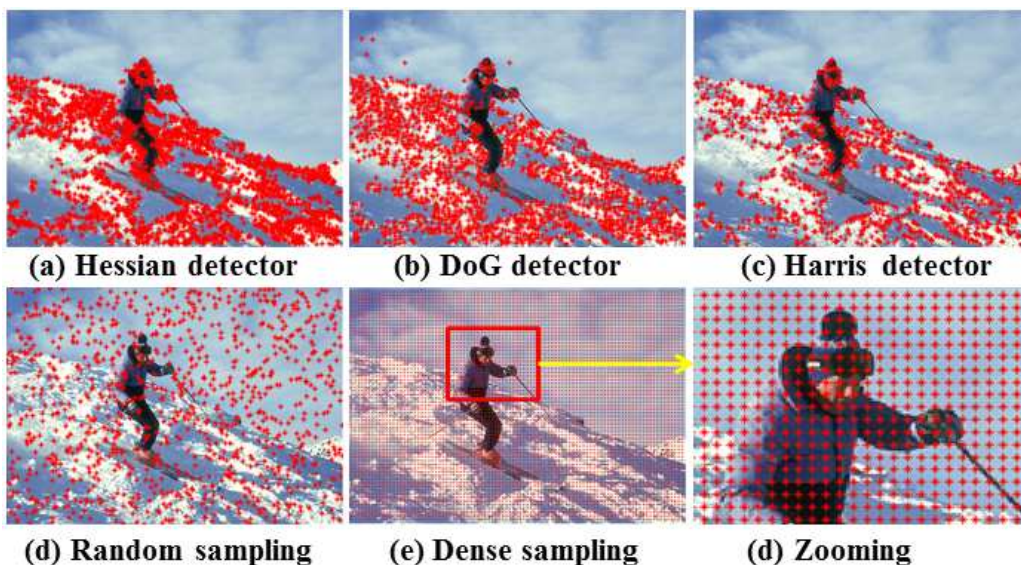 (a) Hessian detector
(b) DoG detector
(c) Harris detector
(d) Random sampling
(e) Dense sampling
(d) Zooming